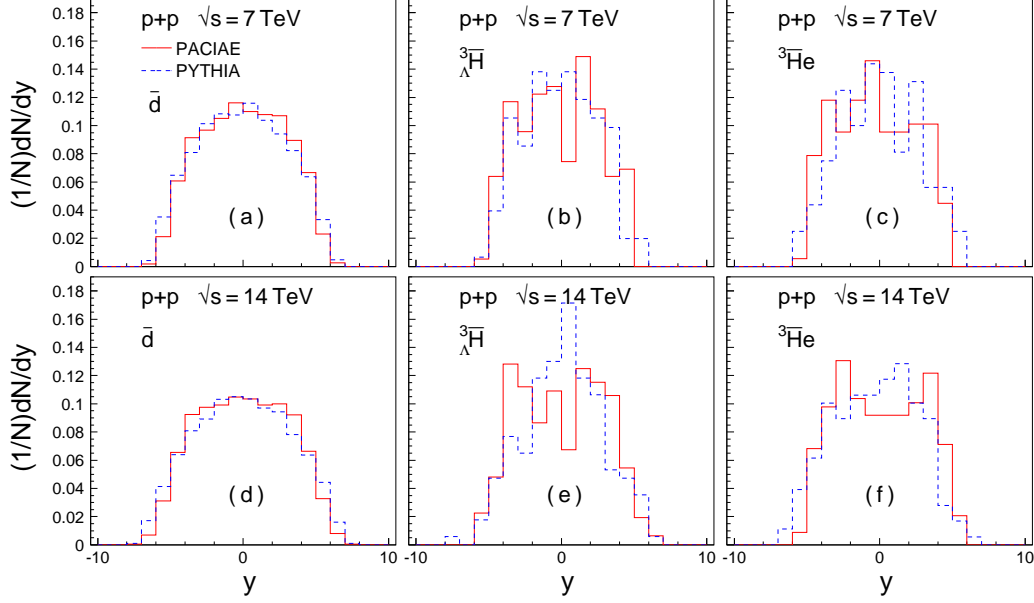 p+p √s = 7 TeV
PACIAE
PYTHIA
d̅
(a)
(1/N)dN/dy
0.18
0.16
0.14
0.12
0.1
0.08
0.06
0.04
0.02
0
p+p √s = 7 TeV
³_Λ H̅
(b)
p+p √s = 7 TeV
³H̅e
(c)
p+p √s = 14 TeV
d̅
(d)
(1/N)dN/dy
0.18
0.16
0.14
0.12
0.1
0.08
0.06
0.04
0.02
0
-10 0 10
y
p+p √s = 14 TeV
³_Λ H̅
(e)
-10 0 10
y
p+p √s = 14 TeV
³H̅e
(f)
-10 0 10
y